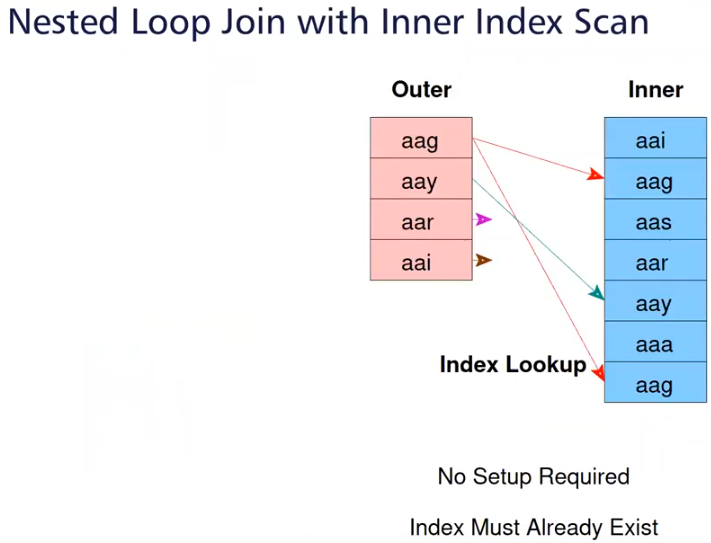 Nested Loop Join with Inner Index Scan
Outer
Inner
aag
aay
aar
aai
aai
aag
aas
aar
aay
aaa
aag
Index Lookup
No Setup Required
Index Must Already Exist